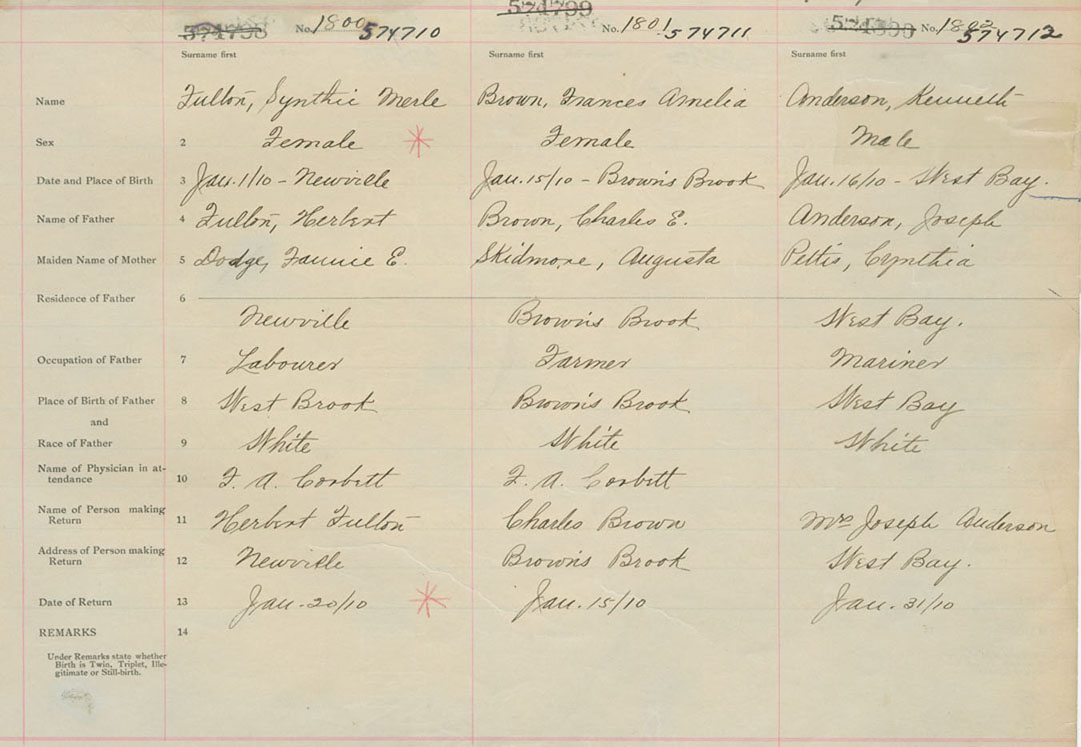 574798 No. 1800 574710 574799 No. 1801 574711 No. 1802 574712
Surname first Surname first Surname first
Name Fulton, Synthie Merle Brown, Frances Amelia Anderson, Kenneth
Sex 2 Female Female Male
Date and Place of Birth 3 Jan. 1/10 - Newville Jan. 15/10 - Brown's Brook Jan. 16/10 - West Bay.
Name of Father 4 Fulton, Herbert Brown, Charles E. Anderson, Joseph
Maiden Name of Mother 5 Dodge, Fannie E. Skidmore, Augusta Pettis, Cynthia
Residence of Father 6
Newville Brown's Brook West Bay.
Occupation of Father 7 Labourer Farmer Mariner
Place of Birth of Father 8 West Brook Brown's Brook West Bay
and
Race of Father 9 White White White
Name of Physician in at-
tendance 10 F. A. Corbett F. A. Corbett
Name of Person making
Return 11 Herbert Fulton Charles Brown Mrs Joseph Anderson
Address of Person making
Return 12 Newville Brown's Brook West Bay.
Date of Return 13 Jan. 20/10 Jan. 15/10 Jan. 31/10
REMARKS 14
Under Remarks state whether
Birth is Twin, Triplet, Ille-
gitimate or Still-birth.